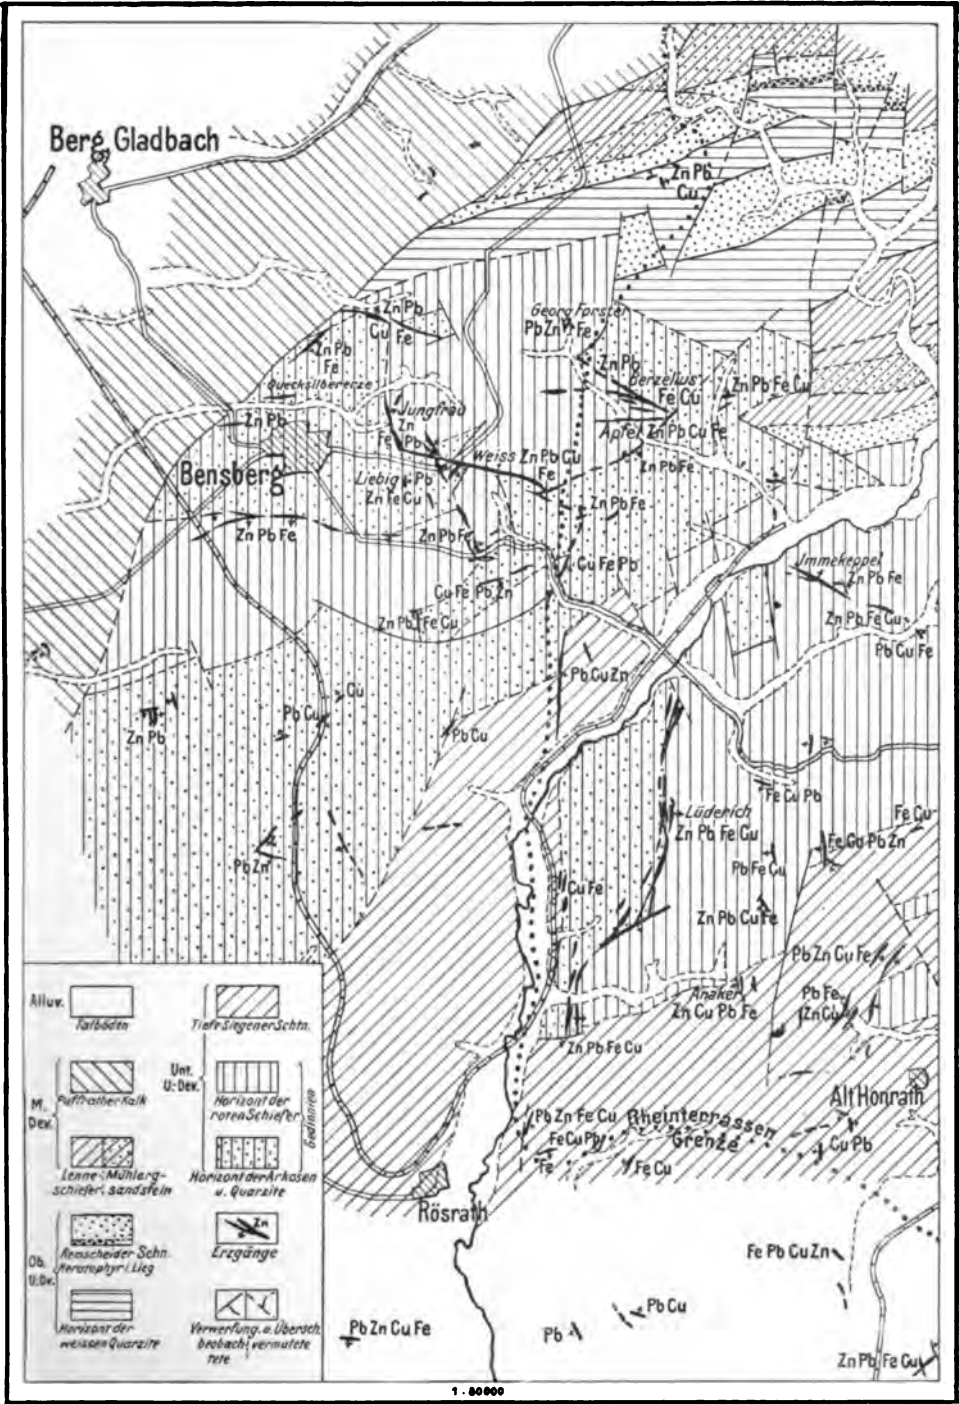 Berg Gladbach
Zn Pb
Cu
Zn Pb
Cu Fe
Georg Forster
Pb Zn Fe
Zn Pb
Fe
Zn Pb
Berzelius
Fe Cu
Zn Pb Fe Cu
Quecksilbererze
Jungfrau
Zn
Fe Pb
Zn Pb
Apfel
Zn Pb Cu Fe
Weiss
Zn Pb Cu
Fe
Zn Pb Fe
Bensberg
Liebig
Pb
Zn Fe Cu
Zn Pb Fe
Zn Pb Fe
Zn Pb Fe
Cu Fe Pb
Immekeppel
Zn Pb Fe
Cu Fe Pb Zn
Zn Pb Fe Cu
Zn Pb Fe Cu
Pb Cu Fe
Pb Cu Zn
Cu
Pb Cu
Zn Pb
Pb Cu
Fe Cu Pb
Lüderich
Zn Pb Fe Cu
Fe Cu
Fe Cu Pb Zn
Pb Zn
Pb Fe Cu
Cu Fe
Zn Pb Cu Fe
Pb Zn Cu Fe
Anaker
Zn Cu Pb Fe
Pb Fe
Zn Cu
Zn Pb Fe Cu
Alt Honrath
Pb Zn Fe Cu
Rheinterrassen
Fe Cu Pb
Grenze
Cu Pb
Fe
Fe Cu
Rösrath
Fe Pb Cu Zn
Pb Cu
Pb Zn Cu Fe
Pb
Zn Pb Fe Cu
Alluv.
Talböden
Tiefe Siegener Schtn.
M.
Dev.
Paffrather Kalk
Unt.
U.-Dev.
Horizont der
roten Schiefer
Gedinnien
Lenne-Mühlerg-
schiefer, sandstein
Horizont der Arkosen
u. Quarzite
Ob.
U.-Dev.
Remscheider Schn.
Keratophyr i. Lieg
Zn
Erzgänge
Horizont der
weissen Quarzite
Verwerfung u. Übersch.
beobach vermutete
tete